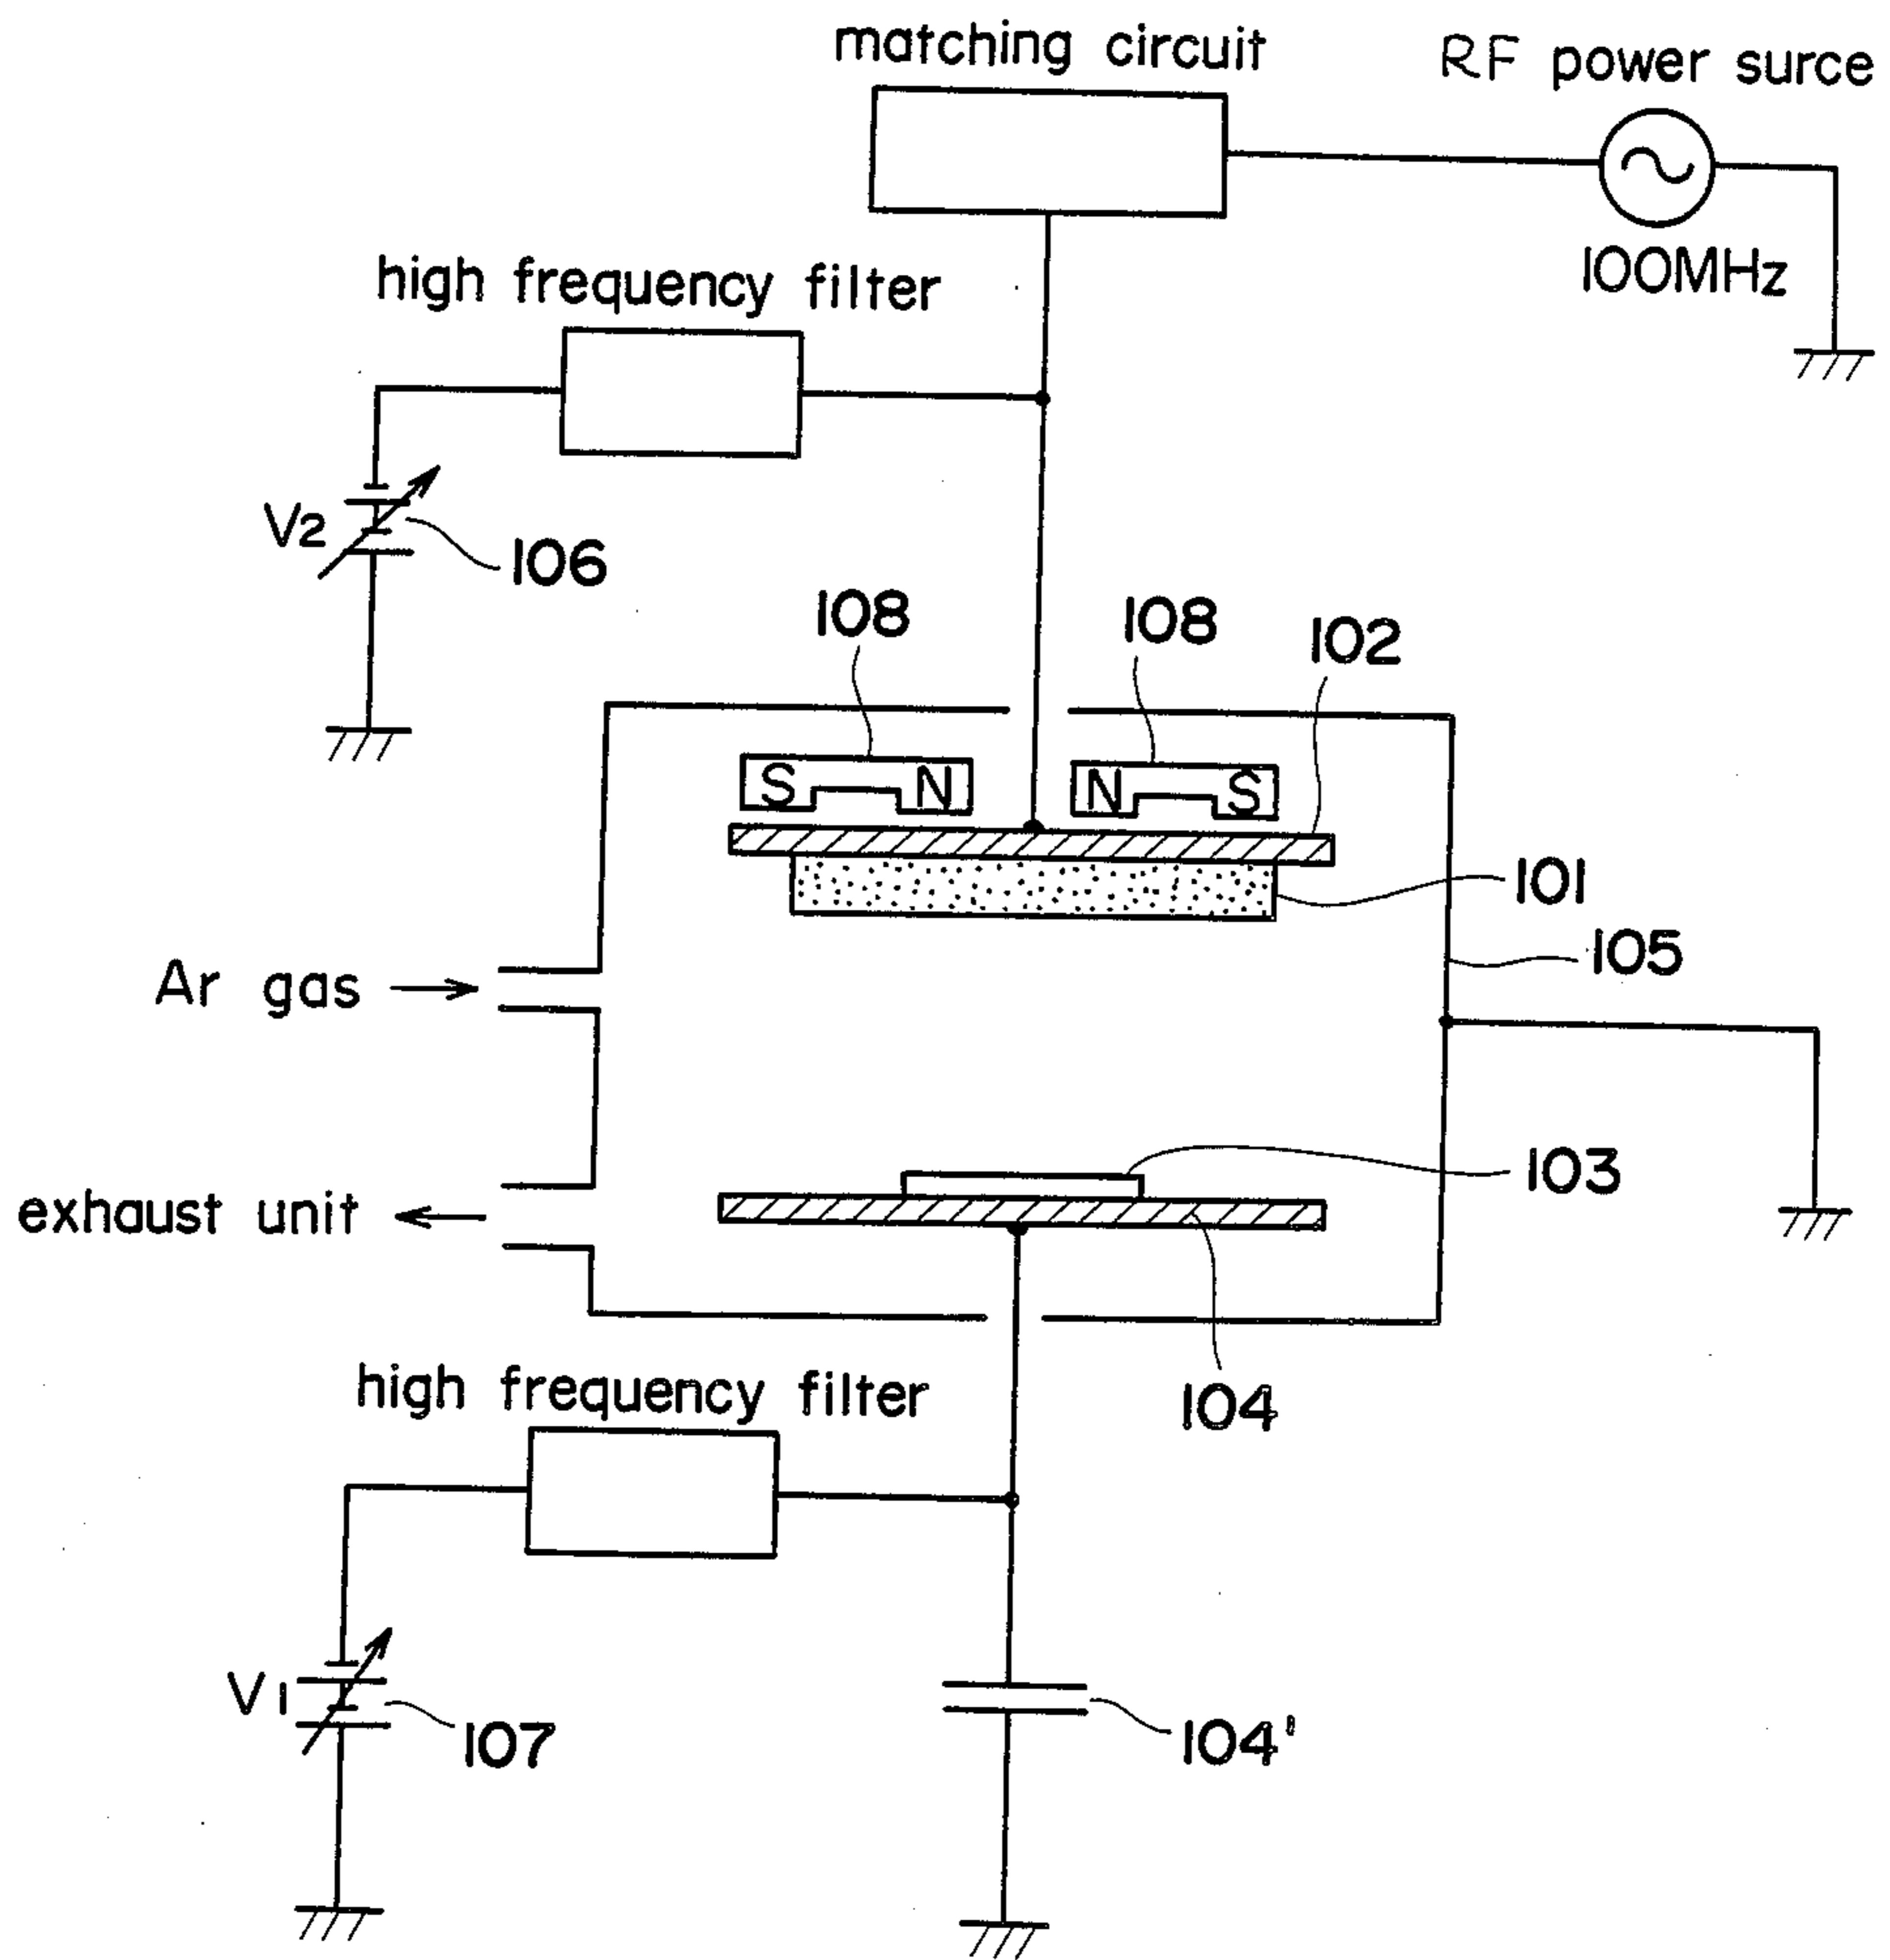 matching circuit
RF power surce
100MHz
high frequency filter
V2
106
108
108
102
S N
N S
101
105
Ar gas
103
exhaust unit
104
high frequency filter
V1
107
104'